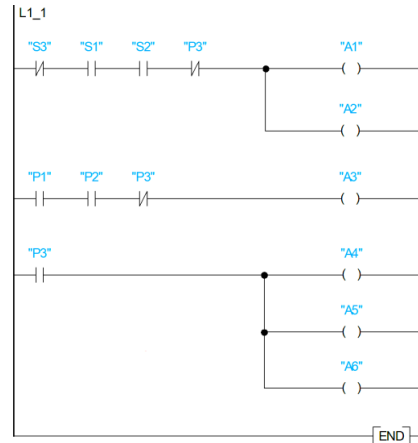 L1_1
"S3" "S1" "S2" "P3" "A1"
"A2"
"P1" "P2" "P3" "A3"
"P3" "A4"
"A5"
"A6"
END